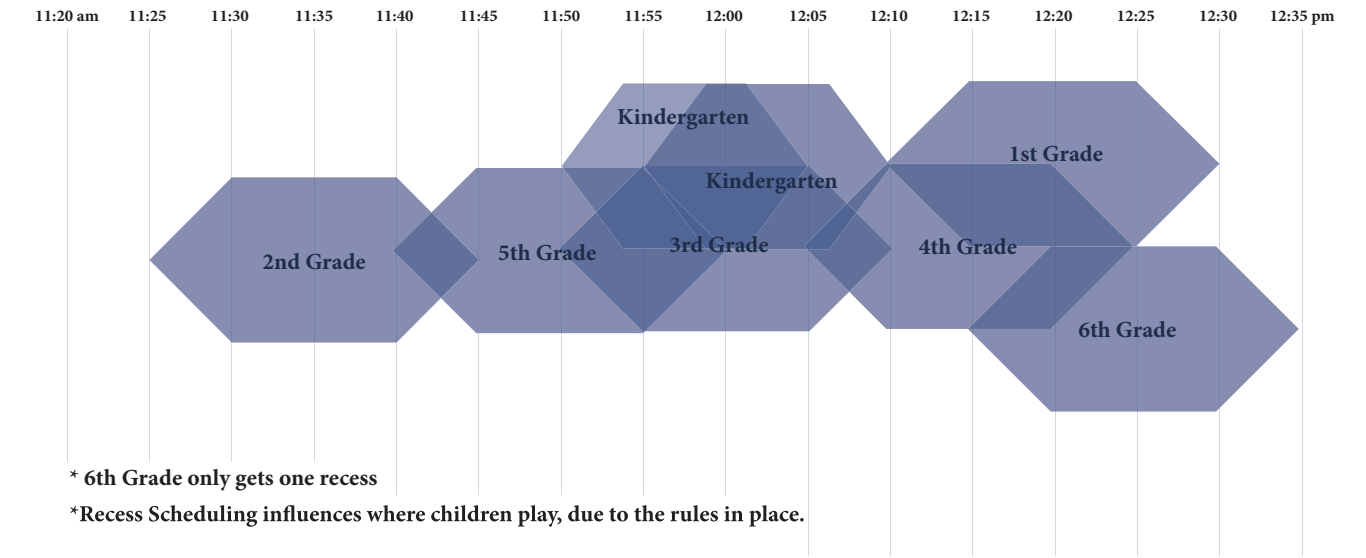 11:20 am 11:25 11:30 11:35 11:40 11:45 11:50 11:55 12:00 12:05 12:10 12:15 12:20 12:25 12:30 12:35 pm
Kindergarten
1st Grade
Kindergarten
3rd Grade
4th Grade
5th Grade
2nd Grade
6th Grade
* 6th Grade only gets one recess
*Recess Scheduling influences where children play, due to the rules in place.